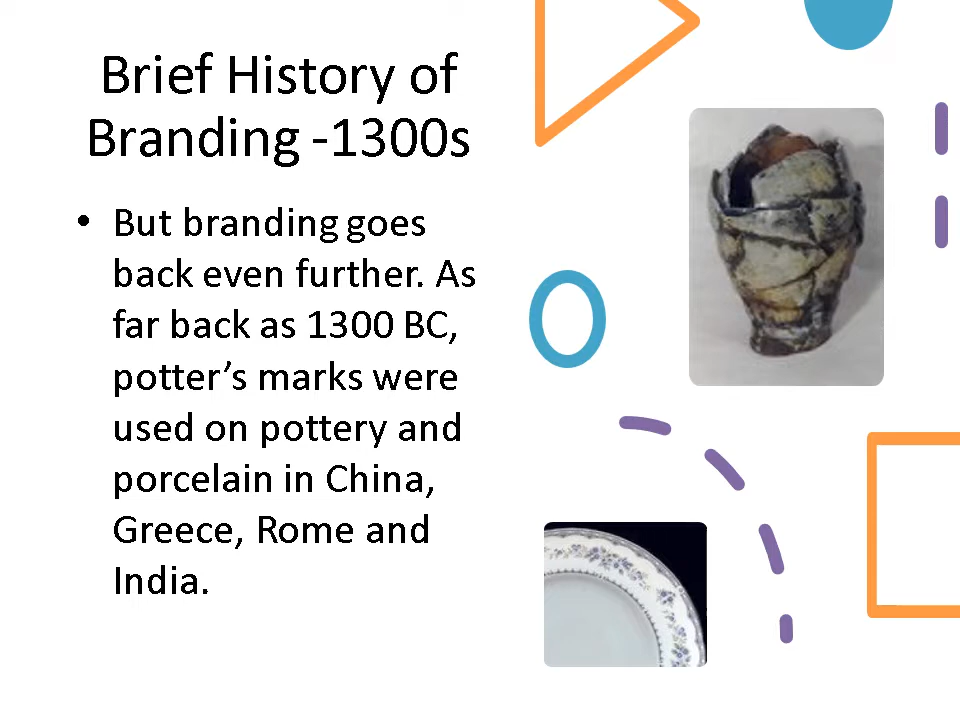 Brief History of
Branding -1300s
• But branding goes
back even further. As
far back as 1300 BC,
potter’s marks were
used on pottery and
porcelain in China,
Greece, Rome and
India.